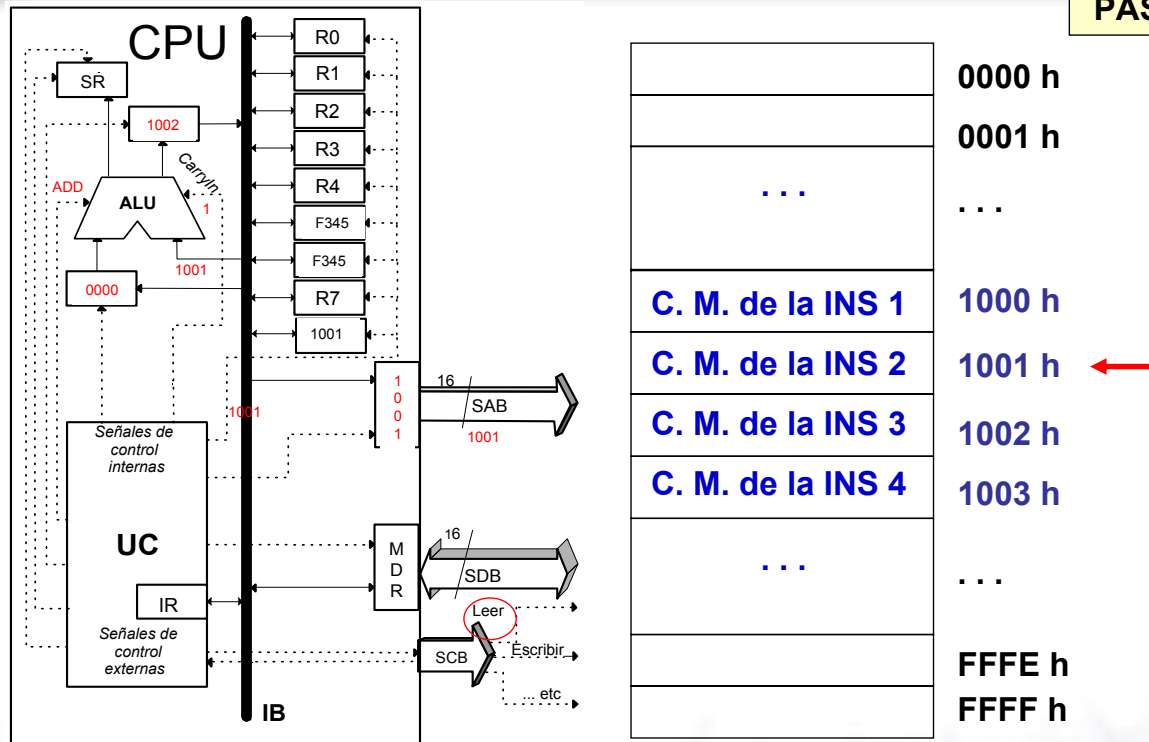 PAS
CPU
SR
1002
CarryIn
ADD
ALU
1
1001
0000
R0
R1
R2
R3
R4
F345
F345
R7
1001
1001
1
0
0
1
16
SAB
1001
Señales de
control
internas
UC
IR
Señales de
control
externas
IB
M
D
R
16
SDB
Leer
SCB
Escribir
... etc
0000 h
0001 h
. . .
. . .
C. M. de la INS 1
1000 h
C. M. de la INS 2
1001 h
C. M. de la INS 3
1002 h
C. M. de la INS 4
1003 h
. . .
. . .
FFFE h
FFFF h